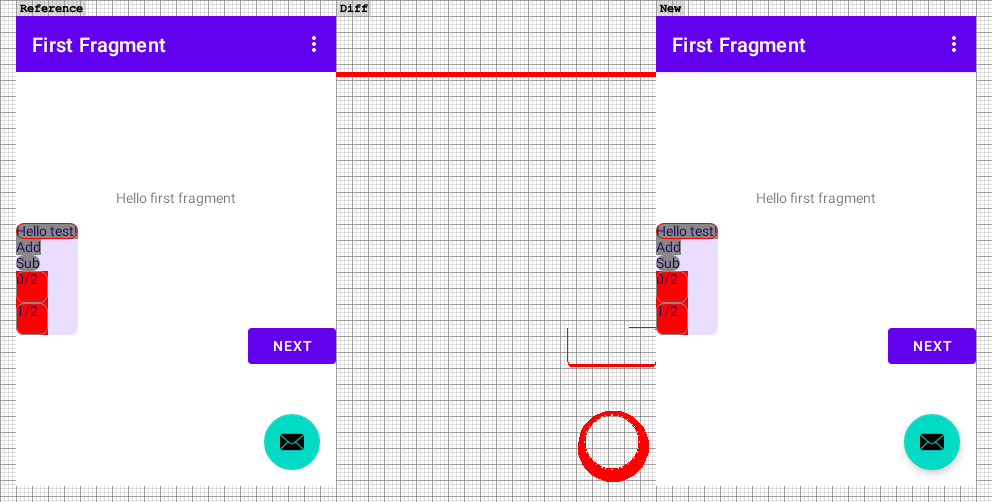 Reference
Diff
New
First Fragment
First Fragment
Hello first fragment
Hello first fragment
Hello test!
Add
Sub
0/2
1/2
NEXT
Hello test!
Add
Sub
0/2
1/2
NEXT